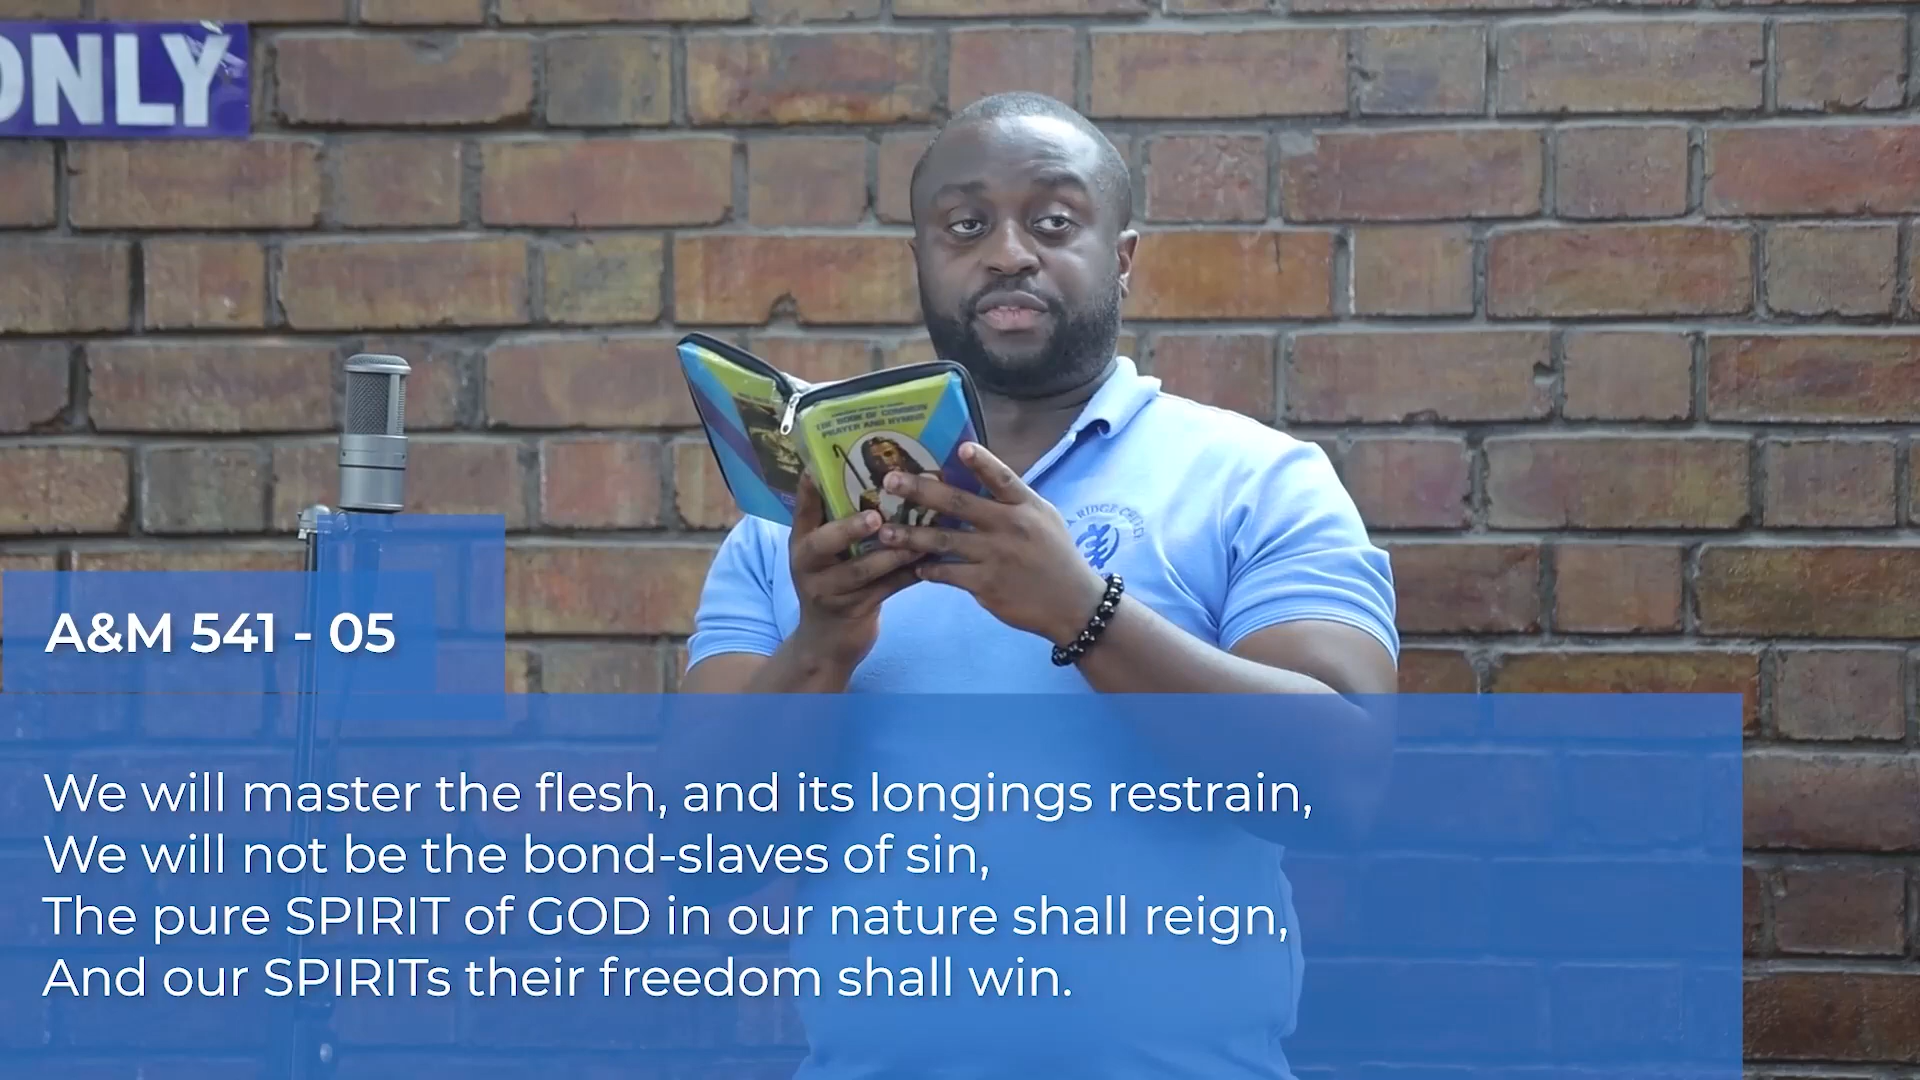 ONLY
THE BOOK OF COMMON
PRAYER AND HYMNS
A RIDGE CHURCH
A&M 541 - 05
We will master the flesh, and its longings restrain,
We will not be the bond-slaves of sin,
The pure SPIRIT of GOD in our nature shall reign,
And our SPIRITs their freedom shall win.